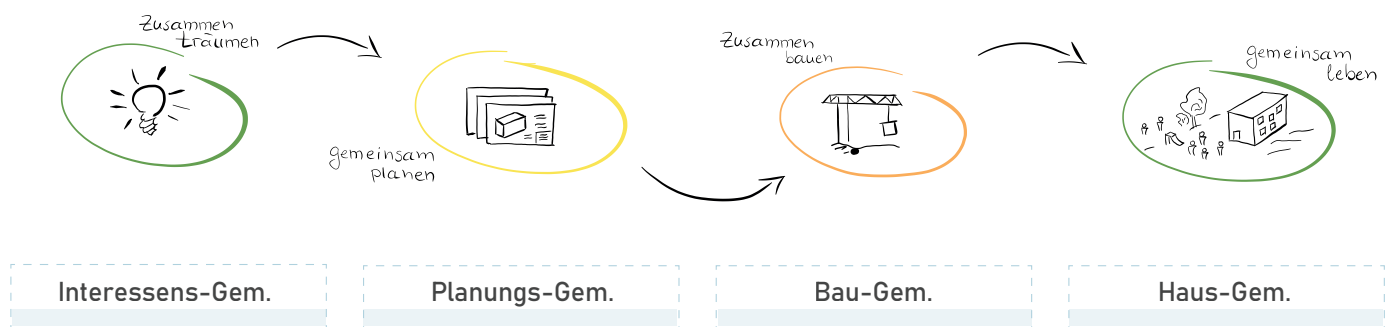 Zusammen
träumen
gemeinsam
planen
Zusammen
bauen
gemeinsam
leben
Interessens-Gem.
Planungs-Gem.
Bau-Gem.
Haus-Gem.